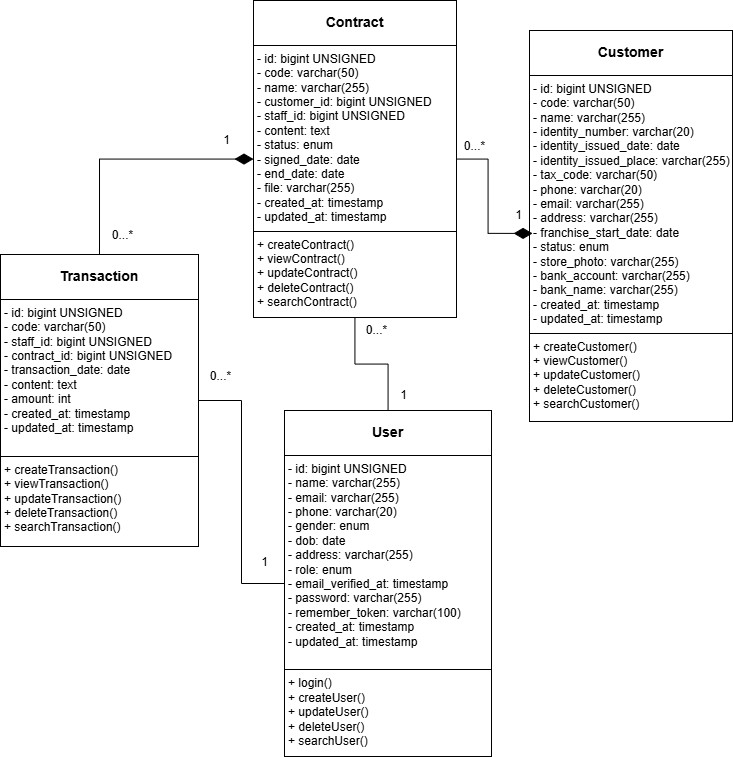 Contract
- id: bigint UNSIGNED
- code: varchar(50)
- name: varchar(255)
- customer_id: bigint UNSIGNED
- staff_id: bigint UNSIGNED
- content: text
- status: enum
- signed_date: date
- end_date: date
- file: varchar(255)
- created_at: timestamp
- updated_at: timestamp
+ createContract()
+ viewContract()
+ updateContract()
+ deleteContract()
+ searchContract()
Customer
- id: bigint UNSIGNED
- code: varchar(50)
- name: varchar(255)
- identity_number: varchar(20)
- identity_issued_date: date
- identity_issued_place: varchar(255)
- tax_code: varchar(50)
- phone: varchar(20)
- email: varchar(255)
- address: varchar(255)
- franchise_start_date: date
- status: enum
- store_photo: varchar(255)
- bank_account: varchar(255)
- bank_name: varchar(255)
- created_at: timestamp
- updated_at: timestamp
+ createCustomer()
+ viewCustomer()
+ updateCustomer()
+ deleteCustomer()
+ searchCustomer()
1
0...*
0...*
1
Transaction
- id: bigint UNSIGNED
- code: varchar(50)
- staff_id: bigint UNSIGNED
- contract_id: bigint UNSIGNED
- transaction_date: date
- content: text
- amount: int
- created_at: timestamp
- updated_at: timestamp
+ createTransaction()
+ viewTransaction()
+ updateTransaction()
+ deleteTransaction()
+ searchTransaction()
0...*
1
0...*
1
User
- id: bigint UNSIGNED
- name: varchar(255)
- email: varchar(255)
- phone: varchar(20)
- gender: enum
- dob: date
- address: varchar(255)
- role: enum
- email_verified_at: timestamp
- password: varchar(255)
- remember_token: varchar(100)
- created_at: timestamp
- updated_at: timestamp
+ login()
+ createUser()
+ updateUser()
+ deleteUser()
+ searchUser()